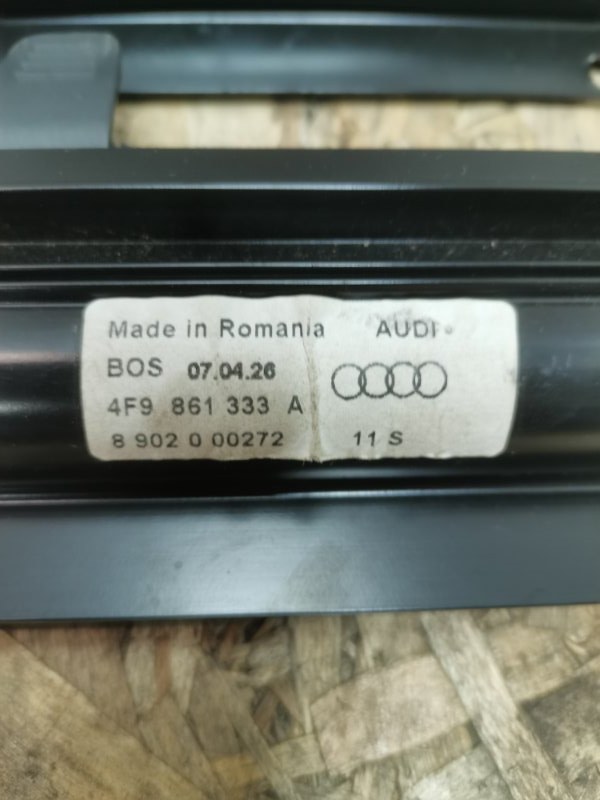 Made in Romania AUDI
BOS 07.04.26
4F9 861 333 A
8 902 0 00272 11 S